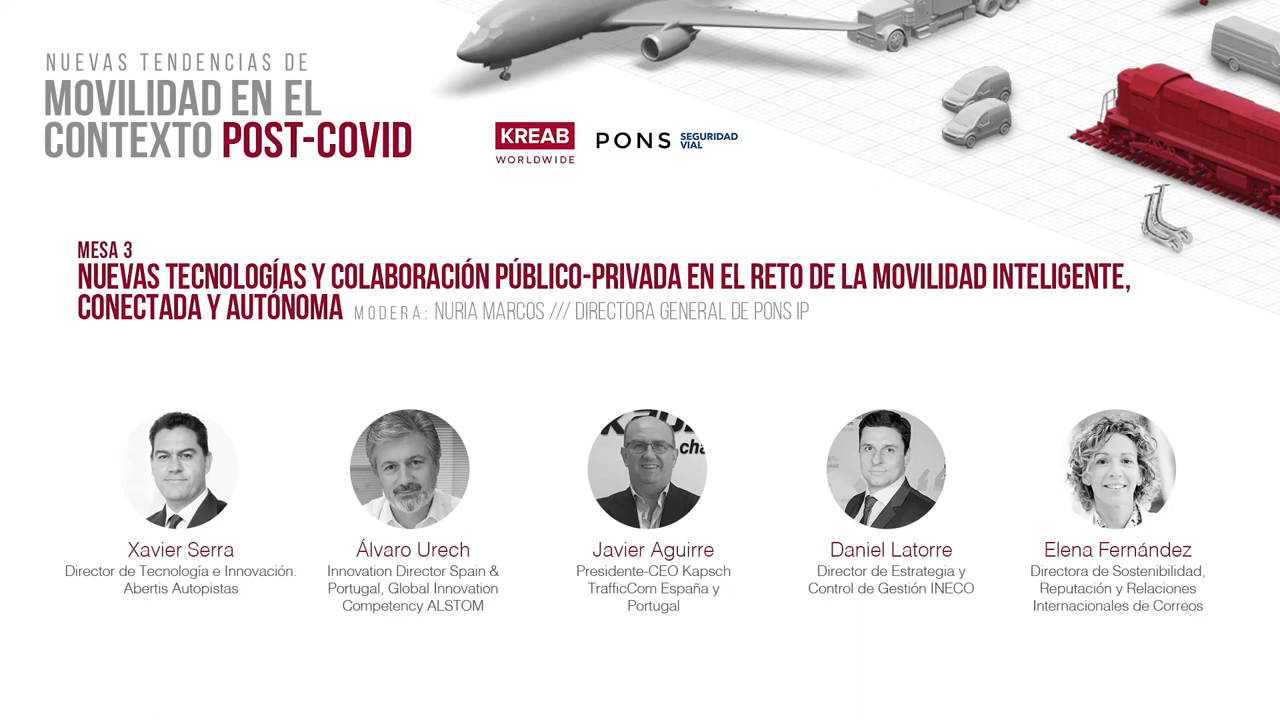 NUEVAS TENDENCIAS DE
MOVILIDAD EN EL
CONTEXTO POST-COVID
KREAB
WORLDWIDE
PONS SEGURIDAD
VIAL
MESA 3
NUEVAS TECNOLOGÍAS Y COLABORACIÓN PÚBLICO-PRIVADA EN EL RETO DE LA MOVILIDAD INTELIGENTE,
CONECTADA Y AUTÓNOMA MODERA: NURIA MARCOS /// DIRECTORA GENERAL DE PONS IP
Xavier Serra
Director de Tecnología e Innovación.
Abertis Autopistas
Álvaro Urech
Innovation Director Spain &
Portugal, Global Innovation
Competency ALSTOM
cha
Javier Aguirre
Presidente-CEO Kapsch
TrafficCom España y
Portugal
Daniel Latorre
Director de Estrategia y
Control de Gestión INECO
Elena Fernández
Directora de Sostenibilidad,
Reputación y Relaciones
Internacionales de Correos